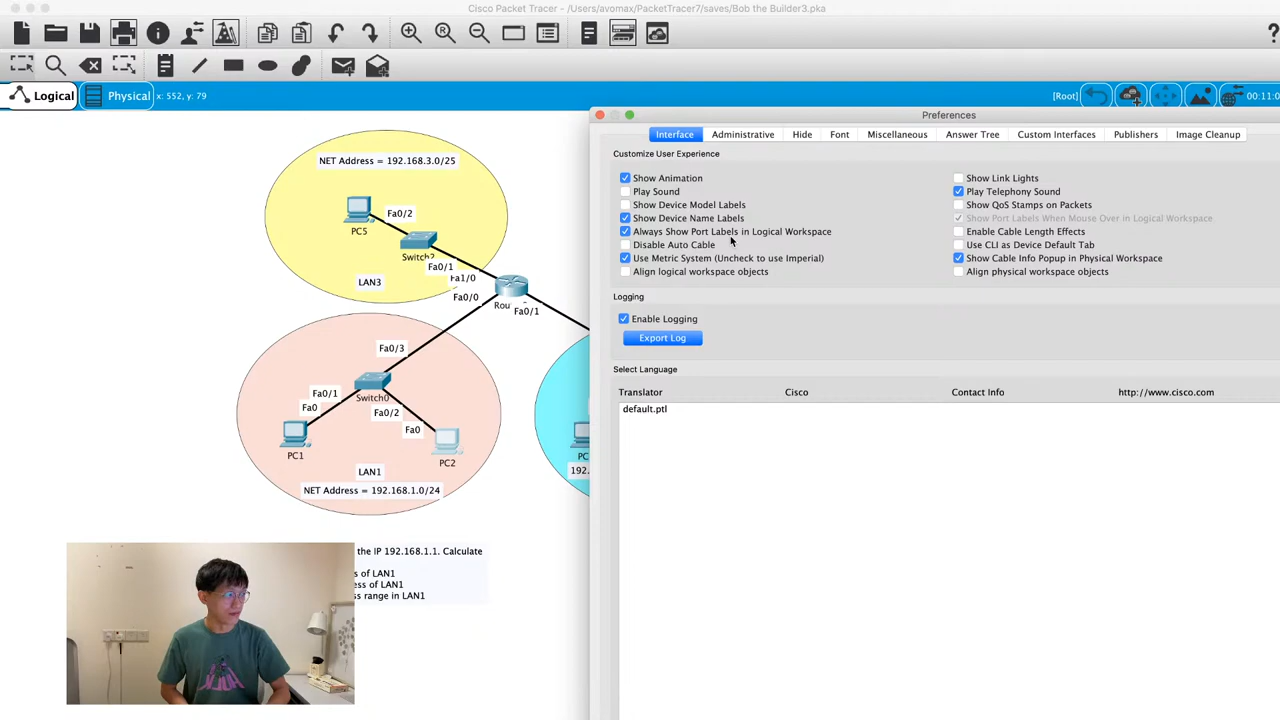 Cisco Packet Tracer - /Users/avomax/PacketTracer7/saves/Bob the Builder3.pka
Logical
Physical
x: 552, y: 79
[Root]
00:11:0
Preferences
Interface
Administrative
Hide
Font
Miscellaneous
Answer Tree
Custom Interfaces
Publishers
Image Cleanup
Customize User Experience
Show Animation
Play Sound
Show Device Model Labels
Show Device Name Labels
Always Show Port Labels in Logical Workspace
Disable Auto Cable
Use Metric System (Uncheck to use Imperial)
Align logical workspace objects
Show Link Lights
Play Telephony Sound
Show QoS Stamps on Packets
Show Port Labels When Mouse Over in Logical Workspace
Enable Cable Length Effects
Use CLI as Device Default Tab
Show Cable Info Popup in Physical Workspace
Align physical workspace objects
Logging
Enable Logging
Export Log
Select Language
Translator
Cisco
Contact Info
http://www.cisco.com
default.ptl
NET Address = 192.168.3.0/25
PC5
Fa0/2
Switch
Fa0/1
Fa1/0
LAN3
Fa0/0
Rou
Fa0/1
Fa0/3
Switch0
Fa0/1
Fa0
Fa0/2
Fa0
PC1
PC2
LAN1
NET Address = 192.168.1.0/24
PC
192.
the IP 192.168.1.1. Calculate
s of LAN1
ess of LAN1
ss range in LAN1